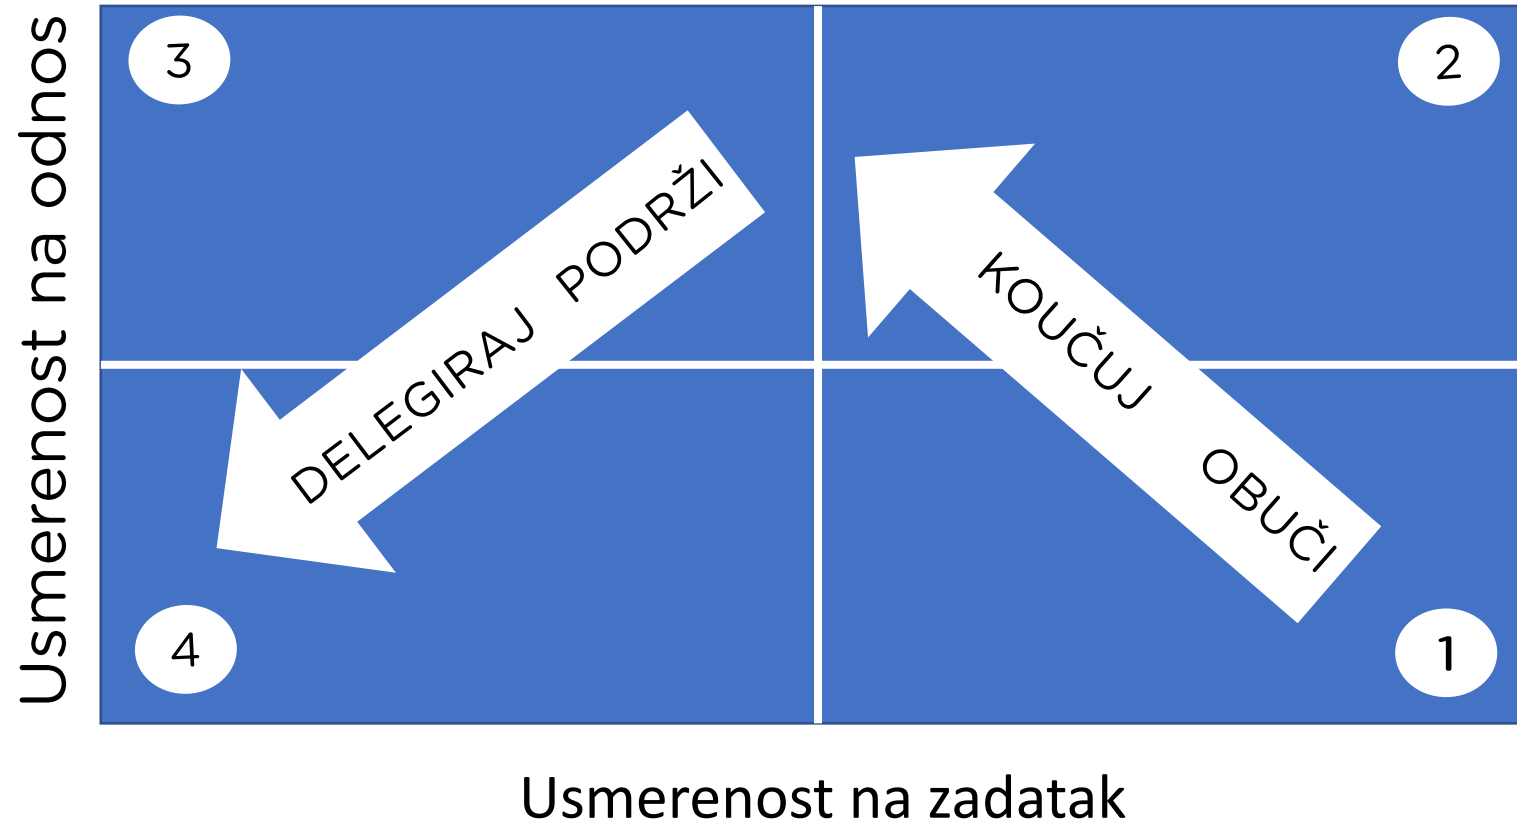 Usmerenost na odnos
3
2
DELEGIRAJ PODRŽI
KOUČUJ OBUČI
4
1
Usmerenost na zadatak